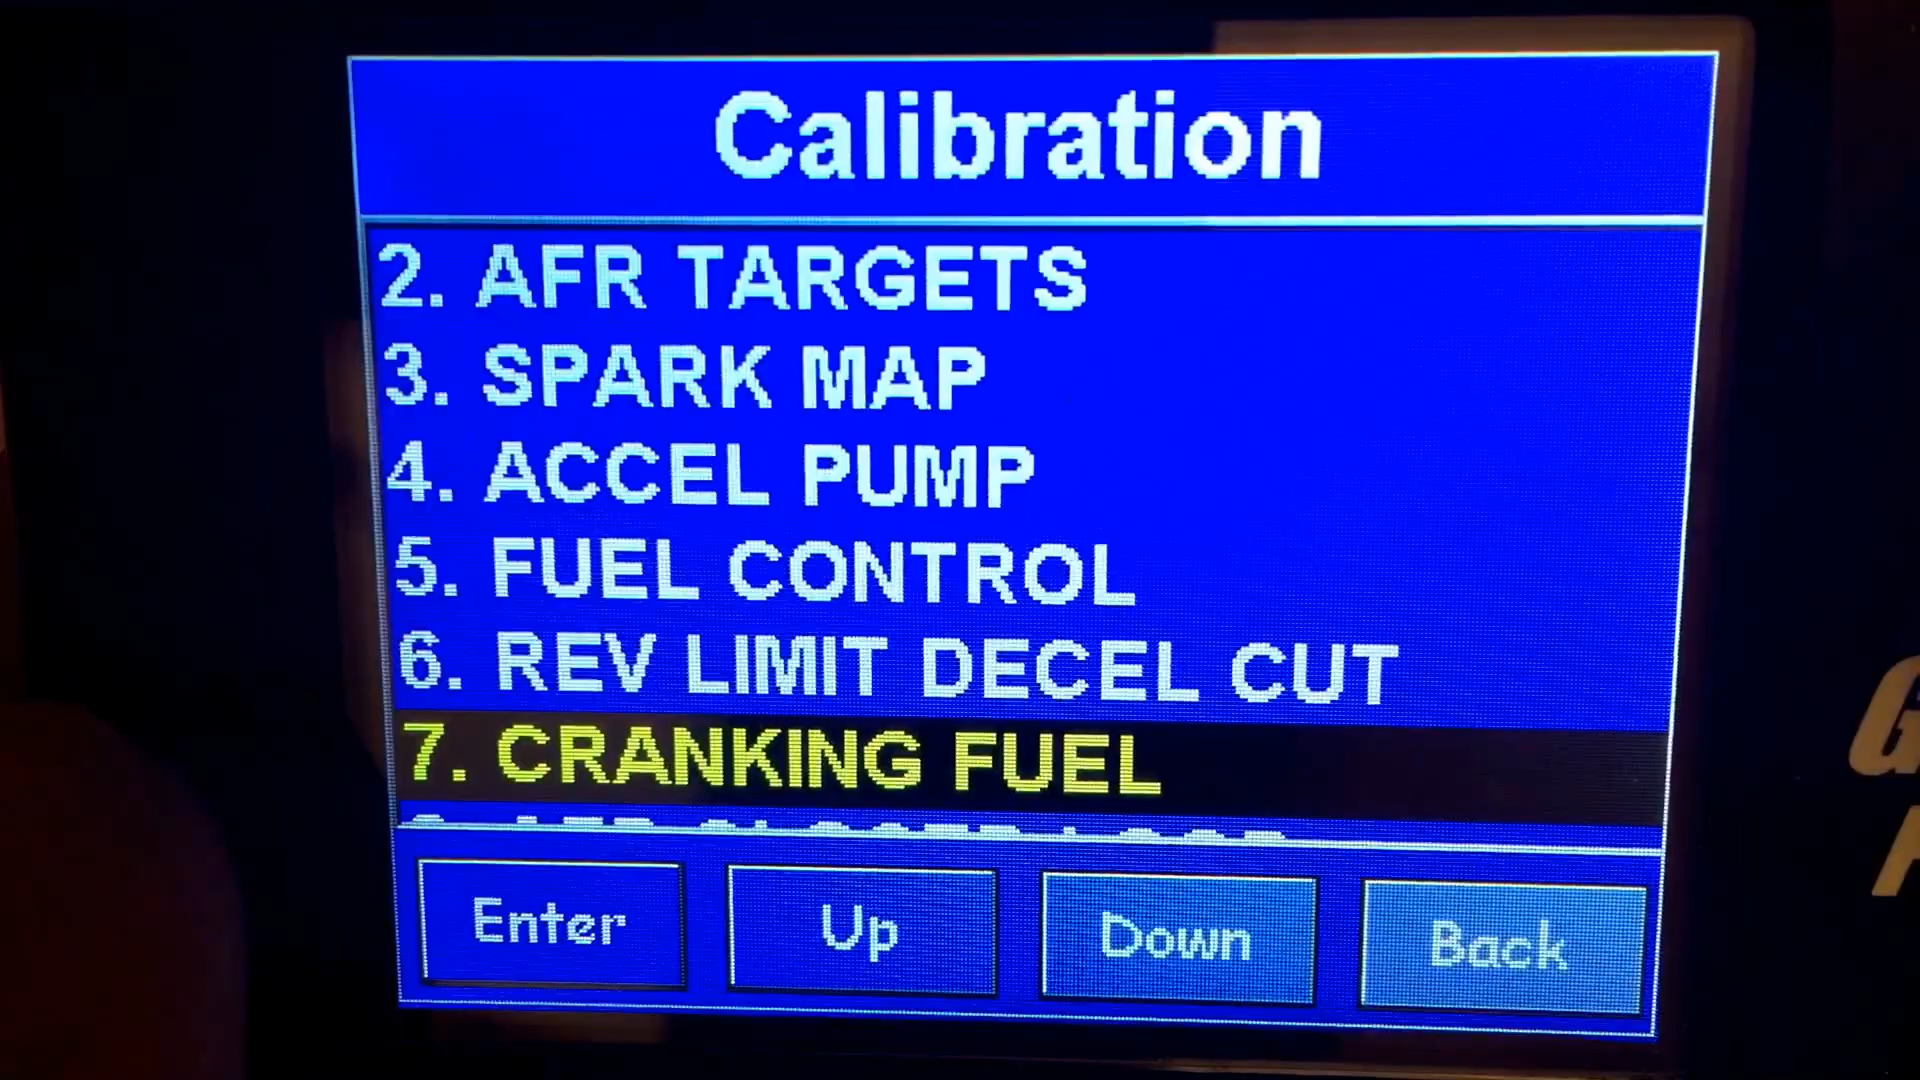 Calibration
2. AFR TARGETS
3. SPARK MAP
4. ACCEL PUMP
5. FUEL CONTROL
6. REV LIMIT DECEL CUT
7. CRANKING FUEL
Enter
Up
Down
Back